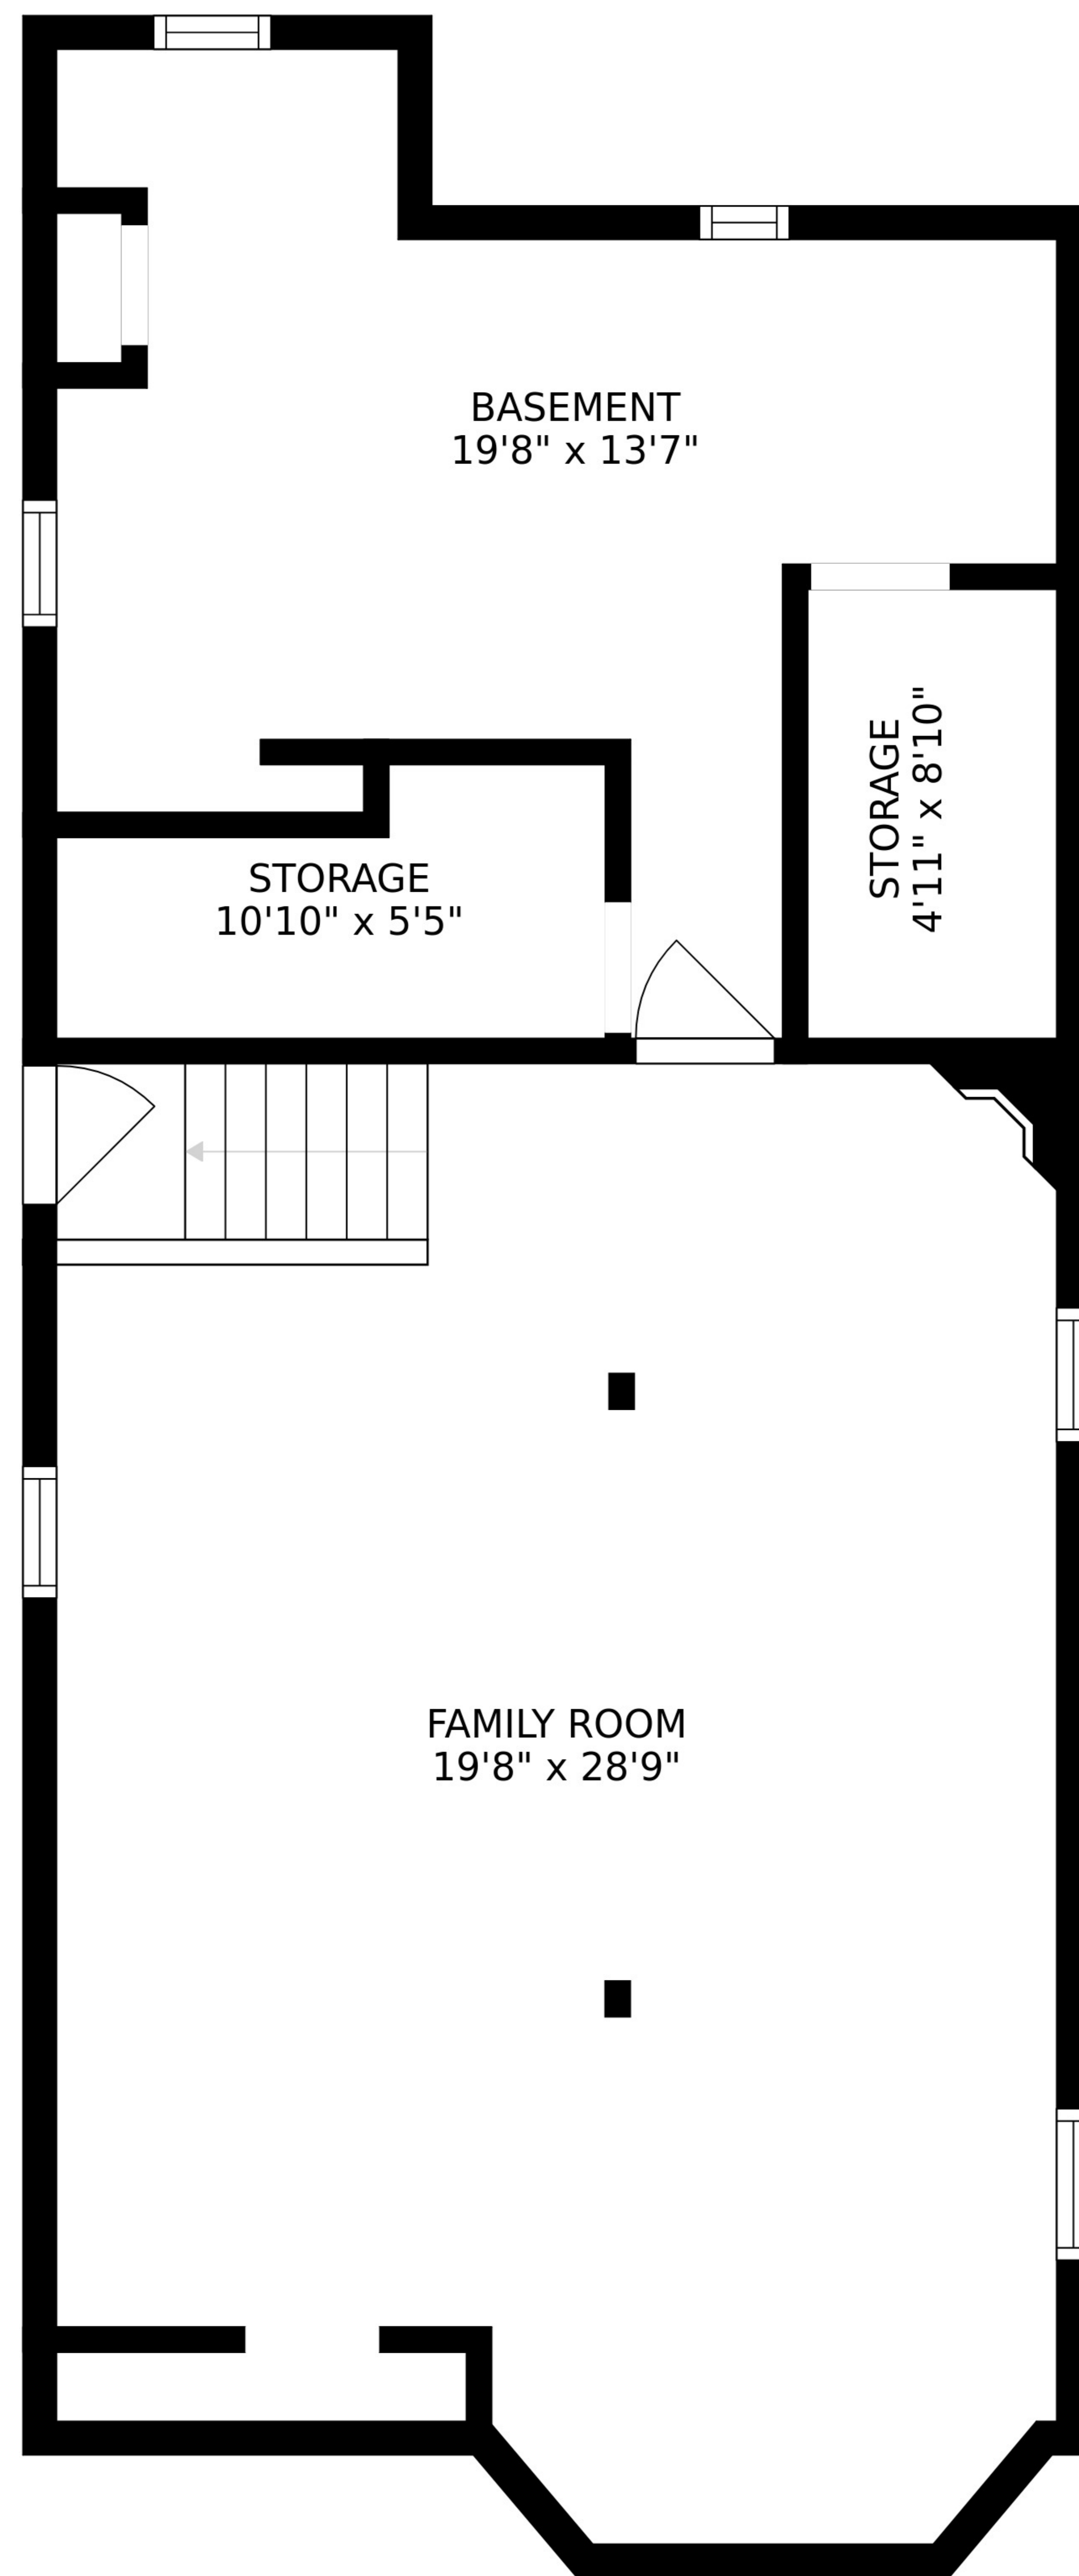 BASEMENT
19'8" x 13'7"
STORAGE
4'11" x 8'10"
STORAGE
10'10" x 5'5"
FAMILY ROOM
19'8" x 28'9"